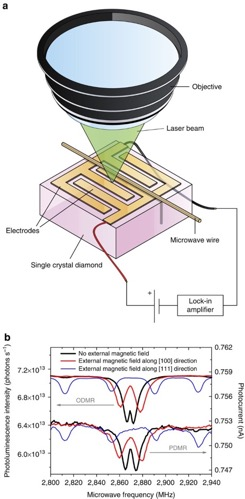 a
Objective
Laser beam
Electrodes
Microwave wire
Single crystal diamond
+
Lock-in
amplifier
b
No external magnetic field
External magnetic field along [100] direction
External magnetic field along [111] direction
Photoluminescence intensity (photons s⁻¹)
7.2×10¹³
6.8×10¹³
6.4×10¹³
6.0×10¹³
ODMR
PDMR
0.762
0.759
0.756
0.753
0.750
0.747
Photocurrent (nA)
2,800 2,820 2,840 2,860 2,880 2,900 2,920 2,940
Microwave frequency (MHz)